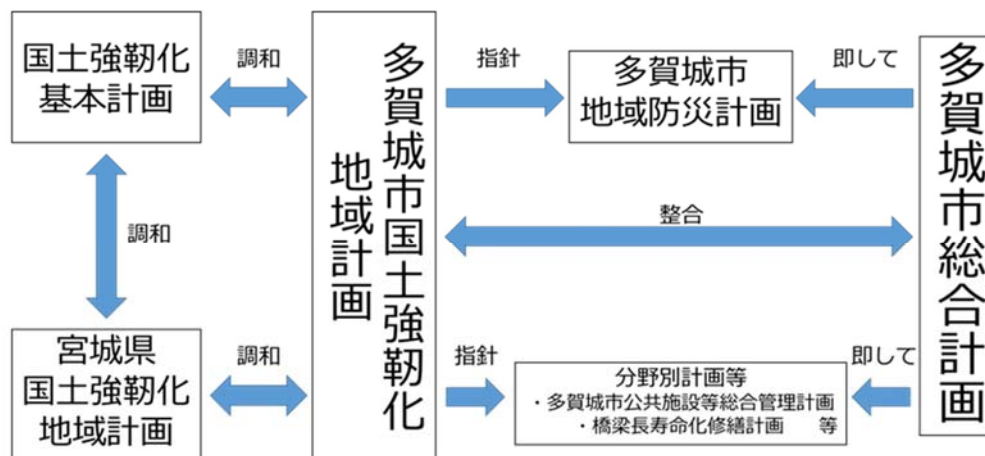 国土強靭化
基本計画
調和
多賀城市国土強靭化
地域計画
指針
多賀城市
地域防災計画
即して
多賀城市総合計画
調和
整合
宮城県
国土強靭化
地域計画
調和
指針
分野別計画等
・多賀城市公共施設等総合管理計画
・橋梁長寿命化修繕計画　等
即して